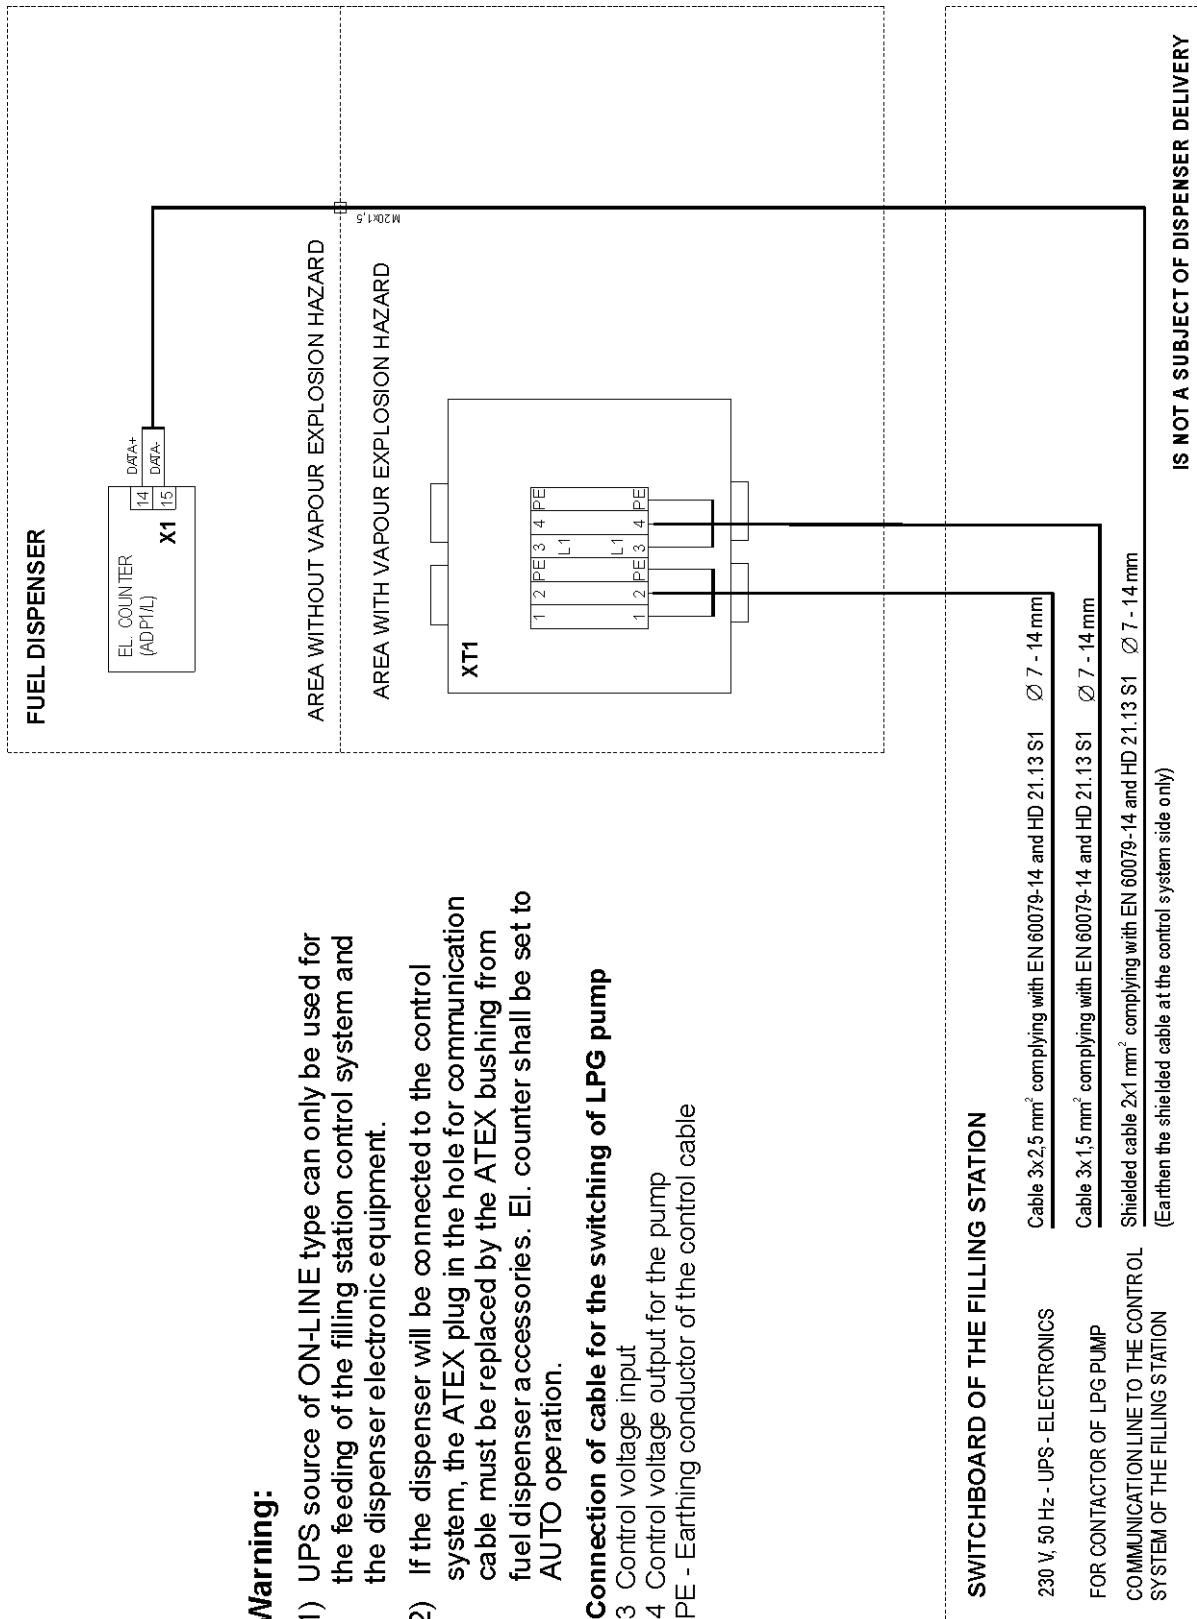 Warning:
1) UPS source of ON-LINE type can only be used for
the feeding of the filling station control system and
the dispenser electronic equipment.
2) If the dispenser will be connected to the control
system, the ATEX plug in the hole for communication
cable must be replaced by the ATEX bushing from
fuel dispenser accessories. El. counter shall be set to
AUTO operation.
Connection of cable for the switching of LPG pump
3 Control voltage input
4 Control voltage output for the pump
PE - Earthing conductor of the control cable
FUEL DISPENSER
EL. COUNTER
(ADP1/L)
X1
14
15
DATA+
DATA-
AREA WITHOUT VAPOUR EXPLOSION HAZARD
M20x1,5
AREA WITH VAPOUR EXPLOSION HAZARD
XT1
1 2 PE 3 4 PE
L1
L1
1 2 PE 3 4 PE
SWITCHBOARD OF THE FILLING STATION
230 V, 50 Hz - UPS - ELECTRONICS
Cable 3x2,5 mm² complying with EN 60079-14 and HD 21.13 S1 ∅ 7 - 14 mm
FOR CONTACTOR OF LPG PUMP
Cable 3x1,5 mm² complying with EN 60079-14 and HD 21.13 S1 ∅ 7 - 14 mm
COMMUNICATION LINE TO THE CONTROL
SYSTEM OF THE FILLING STATION
Shielded cable 2x1 mm² complying with EN 60079-14 and HD 21.13 S1 ∅ 7 - 14 mm
(Earthen the shielded cable at the control system side only)
IS NOT A SUBJECT OF DISPENSER DELIVERY